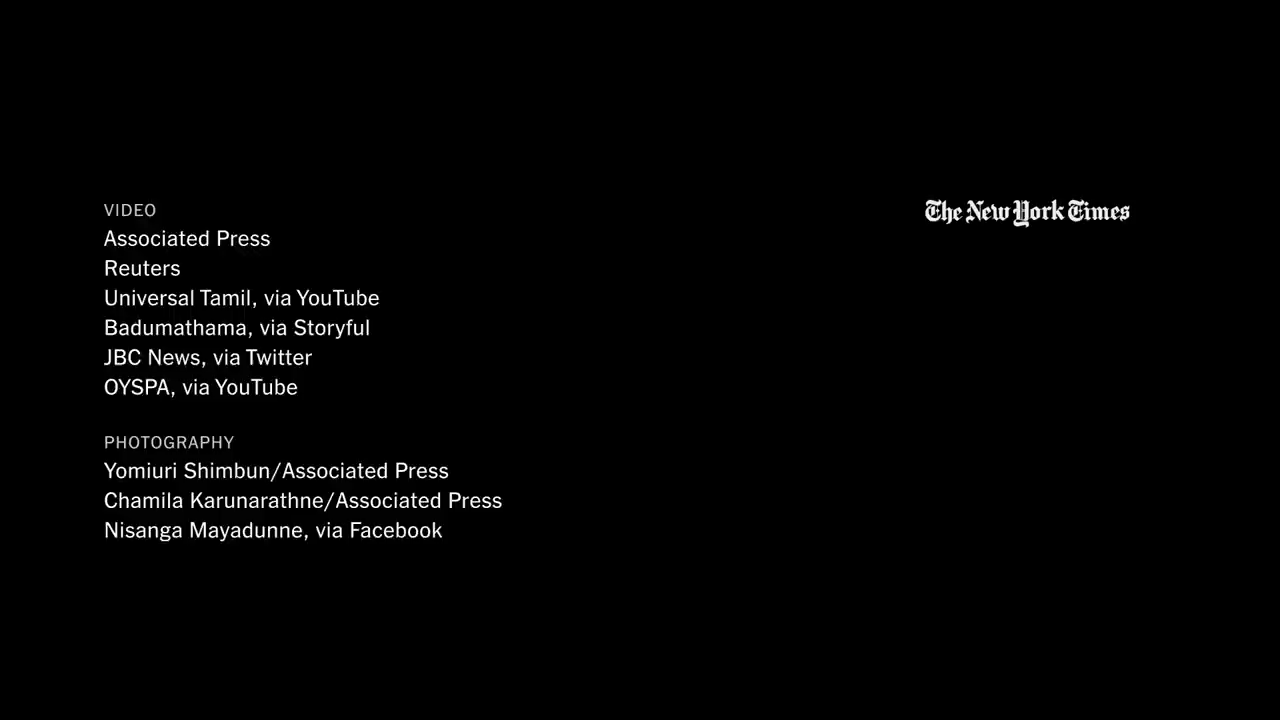 VIDEO
Associated Press
Reuters
Universal Tamil, via YouTube
Badumathama, via Storyful
JBC News, via Twitter
OYSPA, via YouTube
PHOTOGRAPHY
Yomiuri Shimbun/Associated Press
Chamila Karunarathne/Associated Press
Nisanga Mayadunne, via Facebook
The New York Times